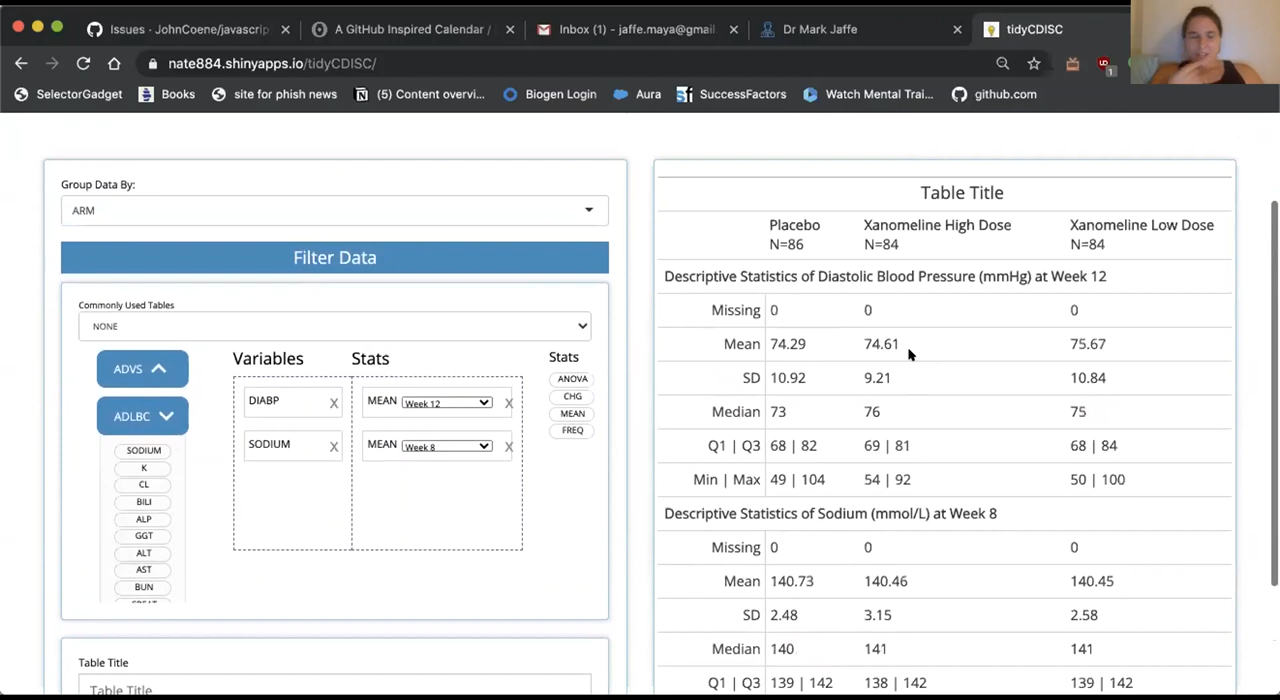 Issues · JohnCoene/javascrip
A GitHub Inspired Calendar /
Inbox (1) - jaffe.maya@gmail
Dr Mark Jaffe
tidyCDISC
nate884.shinyapps.io/tidyCDISC/
1
SelectorGadget
Books
site for phish news
(5) Content overvi...
Biogen Login
Aura
SuccessFactors
Watch Mental Trai...
github.com
Group Data By:
ARM
Filter Data
Commonly Used Tables
NONE
ADVS
ADLBC
SODIUM
K
CL
BILI
ALP
GGT
ALT
AST
BUN
Variables
Stats
DIABP X
MEAN Week 12 X
SODIUM X
MEAN Week 8 X
Stats
ANOVA
CHG
MEAN
FREQ
Table Title
Table Title
Table Title
Placebo Xanomeline High Dose Xanomeline Low Dose
N=86 N=84 N=84
Descriptive Statistics of Diastolic Blood Pressure (mmHg) at Week 12
Missing 0 0 0
Mean 74.29 74.61 75.67
SD 10.92 9.21 10.84
Median 73 76 75
Q1 | Q3 68 | 82 69 | 81 68 | 84
Min | Max 49 | 104 54 | 92 50 | 100
Descriptive Statistics of Sodium (mmol/L) at Week 8
Missing 0 0 0
Mean 140.73 140.46 140.45
SD 2.48 3.15 2.58
Median 140 141 141
Q1 | Q3 139 | 142 138 | 142 139 | 142